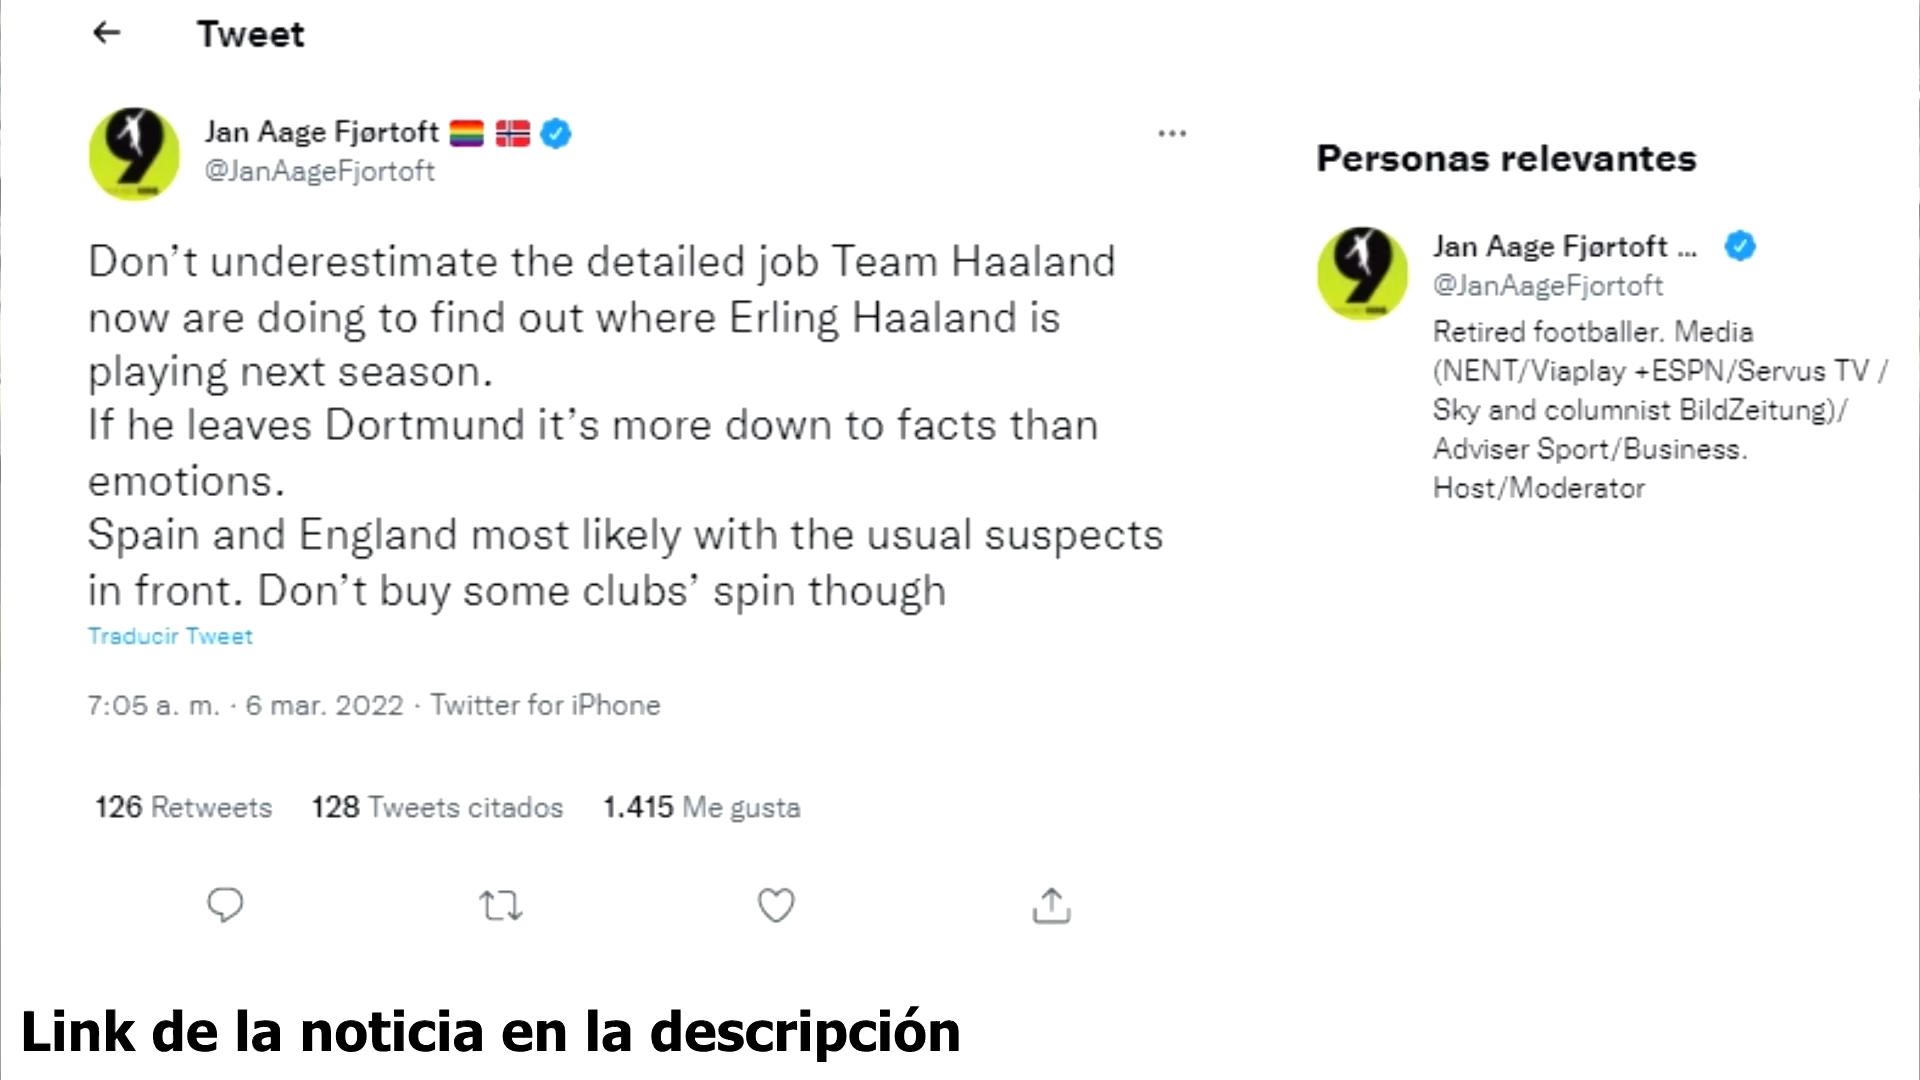 Tweet
Jan Aage Fjørtoft
@JanAageFjortoft
Don't underestimate the detailed job Team Haaland
now are doing to find out where Erling Haaland is
playing next season.
If he leaves Dortmund it's more down to facts than
emotions.
Spain and England most likely with the usual suspects
in front. Don't buy some clubs' spin though
Traducir Tweet
7:05 a. m. · 6 mar. 2022 · Twitter for iPhone
126 Retweets 128 Tweets citados 1.415 Me gusta
Personas relevantes
Jan Aage Fjørtoft ...
@JanAageFjortoft
Retired footballer. Media
(NENT/Viaplay +ESPN/Servus TV /
Sky and columnist BildZeitung)/
Adviser Sport/Business.
Host/Moderator
Link de la noticia en la descripción